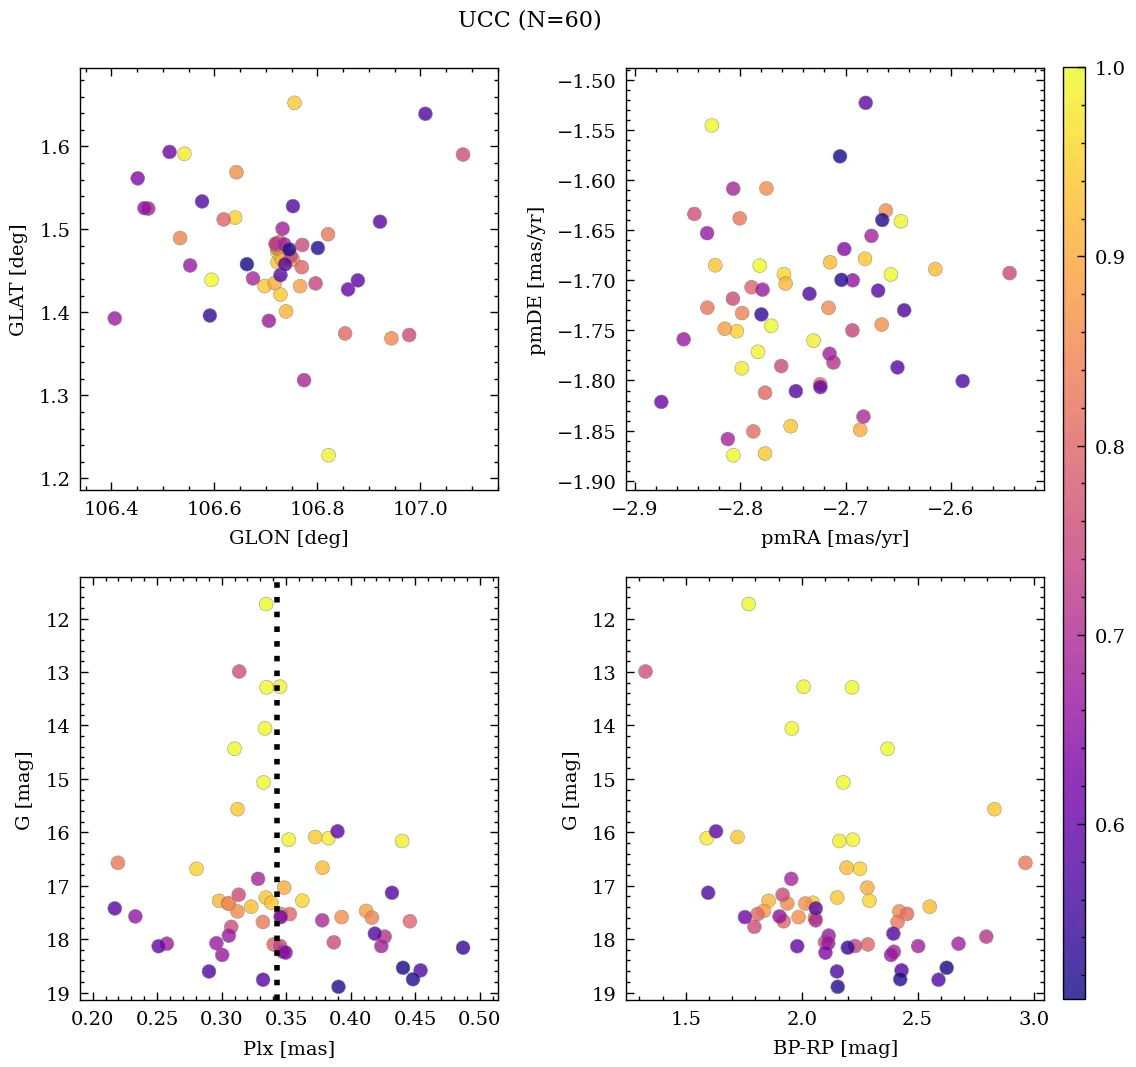 UCC (N=60)
1.6
1.5
1.4
1.3
1.2
GLAT [deg]
106.4 106.6 106.8 107.0
GLON [deg]
−1.50
−1.55
−1.60
−1.65
−1.70
−1.75
−1.80
−1.85
−1.90
pmDE [mas/yr]
−2.9 −2.8 −2.7 −2.6
pmRA [mas/yr]
12
13
14
15
16
17
18
19
G [mag]
0.20 0.25 0.30 0.35 0.40 0.45 0.50
Plx [mas]
12
13
14
15
16
17
18
19
G [mag]
1.5 2.0 2.5 3.0
BP-RP [mag]
1.0
0.9
0.8
0.7
0.6